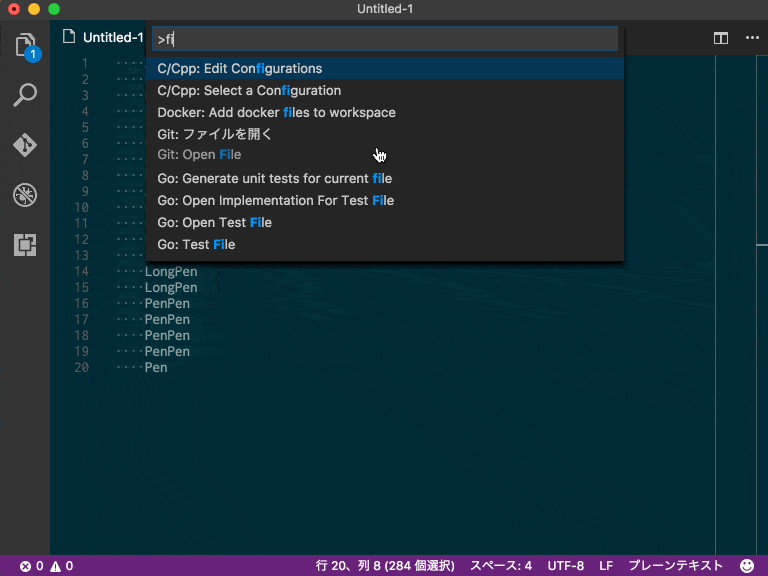 Untitled-1
1
Untitled-1
>fi
C/Cpp: Edit Configurations
C/Cpp: Select a Configuration
Docker: Add docker files to workspace
Git: ファイルを開く
Git: Open File
Go: Generate unit tests for current file
Go: Open Implementation For Test File
Go: Open Test File
Go: Test File
1
2
3
4
5
6
7
8
9
10
11
12
13
14 ····LongPen
15 ····LongPen
16 ····PenPen
17 ····PenPen
18 ····PenPen
19 ····PenPen
20 ····Pen
0 0 行 20、列 8 (284 個選択) スペース: 4 UTF-8 LF プレーンテキスト